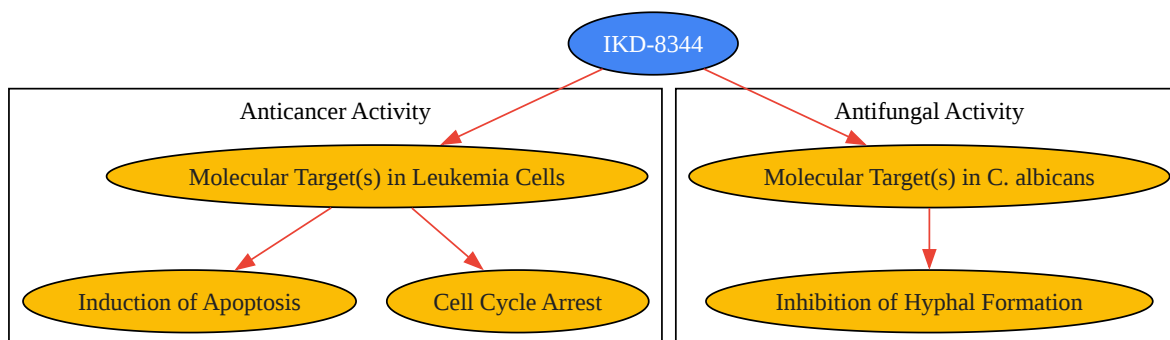 IKD-8344
Anticancer Activity
Antifungal Activity
Molecular Target(s) in Leukemia Cells
Molecular Target(s) in C. albicans
Induction of Apoptosis
Cell Cycle Arrest
Inhibition of Hyphal Formation